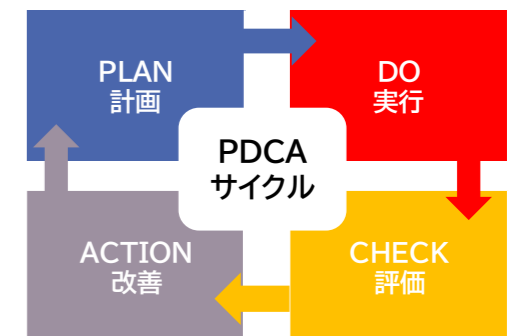 PLAN
計画
DO
実行
PDCA
サイクル
ACTION
改善
CHECK
評価